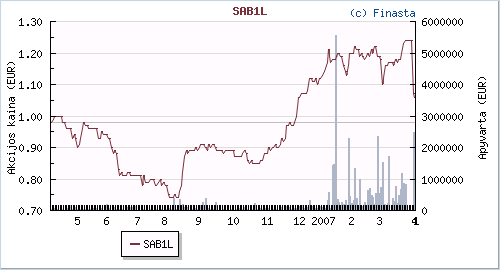 SAB1L
(c) Finasta
1.30
1.20
1.10
1.00
0.90
0.80
0.70
Akcijos kaina (EUR)
6000000
5000000
4000000
3000000
2000000
1000000
0
Apyvarta (EUR)
5 6 7 8 9 10 11 12 2007 2 3 4
SAB1L